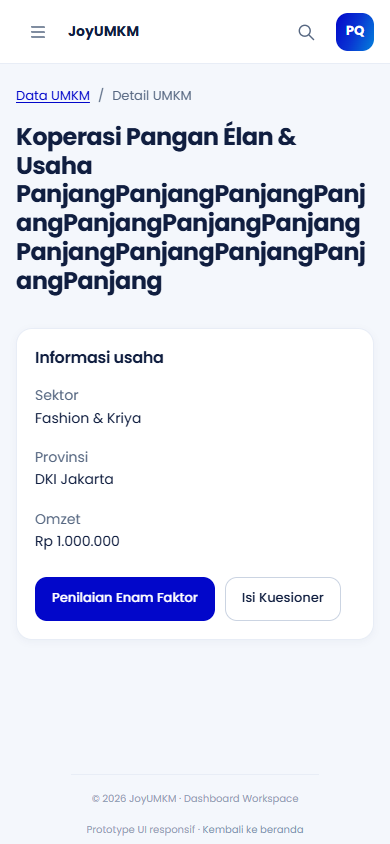 JoyUMKM
PQ
Data UMKM / Detail UMKM
Koperasi Pangan Élan &
Usaha
PanjangPanjangPanjangPanj
angPanjangPanjangPanjang
PanjangPanjangPanjangPanj
angPanjang
Informasi usaha
Sektor
Fashion & Kriya
Provinsi
DKI Jakarta
Omzet
Rp 1.000.000
Penilaian Enam Faktor
Isi Kuesioner
© 2026 JoyUMKM · Dashboard Workspace
Prototype UI responsif · Kembali ke beranda